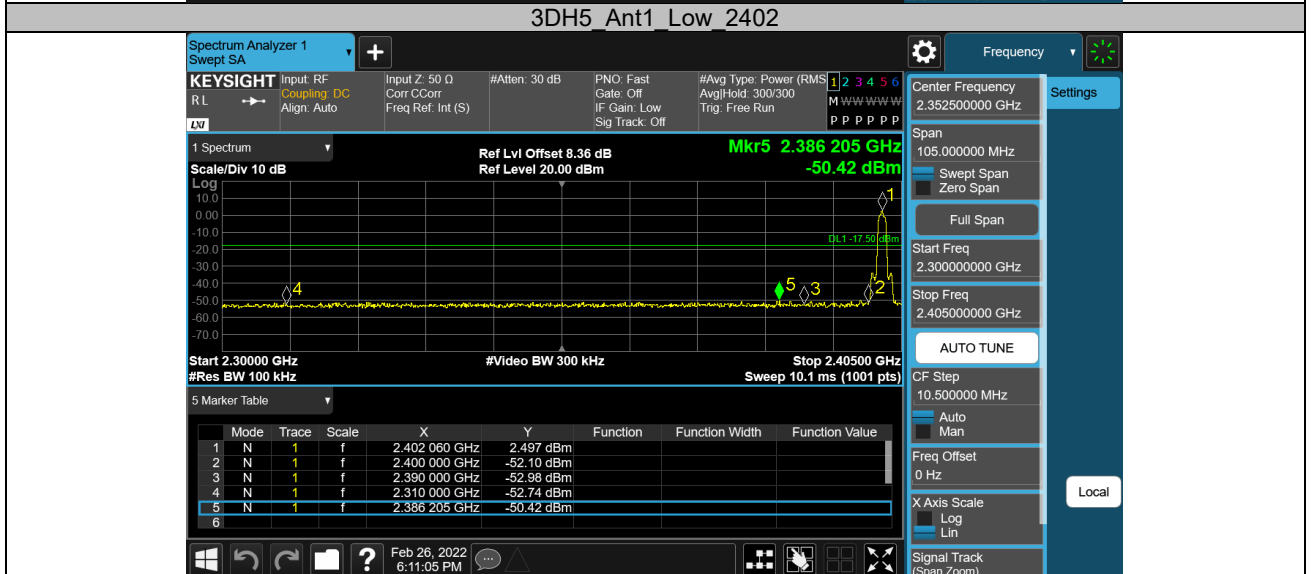 3DH5_Ant1_Low_2402
Spectrum Analyzer 1
Swept SA
Frequency
KEYSIGHT
RL
LXI
Input: RF
Coupling: DC
Align: Auto
Input Z: 50 Ω
Corr CCorr
Freq Ref: Int (S)
#Atten: 30 dB
PNO: Fast
Gate: Off
IF Gain: Low
Sig Track: Off
#Avg Type: Power (RMS
Avg|Hold: 300/300
Trig: Free Run
1 2 3 4 5 6
M W W W W W
P P P P P P
1 Spectrum
Scale/Div 10 dB
Ref Lvl Offset 8.36 dB
Ref Level 20.00 dBm
Mkr5 2.386 205 GHz
-50.42 dBm
Log
10.0
0.00
-10.0
-20.0
-30.0
-40.0
-50.0
-60.0
-70.0
1
DL1 -17.50 dBm
4
5
3
2
Start 2.30000 GHz
#Video BW 300 kHz
Stop 2.40500 GHz
#Res BW 100 kHz
Sweep 10.1 ms (1001 pts)
5 Marker Table
Mode Trace Scale X Y Function Function Width Function Value
1 N 1 f 2.402 060 GHz 2.497 dBm
2 N 1 f 2.400 000 GHz -52.10 dBm
3 N 1 f 2.390 000 GHz -52.98 dBm
4 N 1 f 2.310 000 GHz -52.74 dBm
5 N 1 f 2.386 205 GHz -50.42 dBm
6
?
Feb 26, 2022
6:11:05 PM
Center Frequency
2.352500000 GHz
Settings
Span
105.000000 MHz
Swept Span
Zero Span
Full Span
Start Freq
2.300000000 GHz
Stop Freq
2.405000000 GHz
AUTO TUNE
CF Step
10.500000 MHz
Auto
Man
Freq Offset
0 Hz
Local
X Axis Scale
Log
Lin
Signal Track
(Span Zoom)